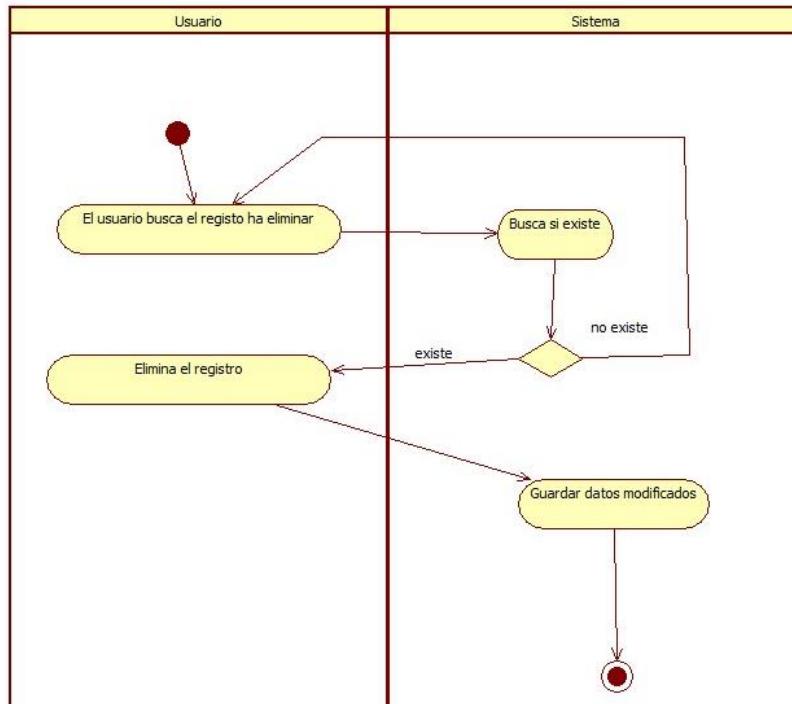 Usuario
Sistema
El usuario busca el registo ha eliminar
Busca si existe
no existe
existe
Elimina el registro
Guardar datos modificados